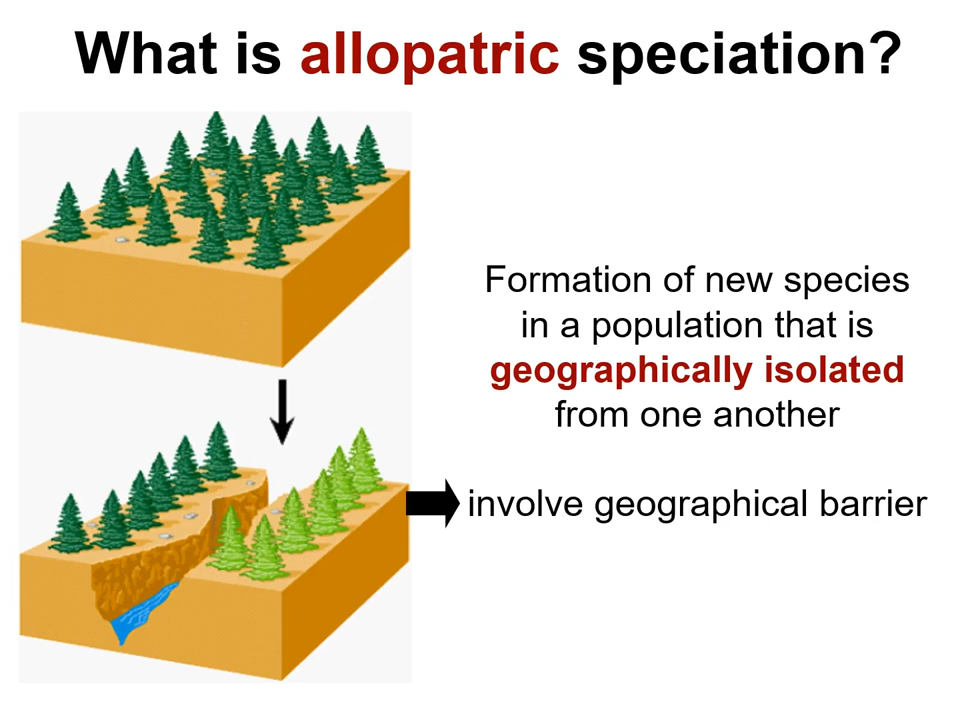 What is allopatric speciation?
Formation of new species
in a population that is
geographically isolated
from one another
involve geographical barrier